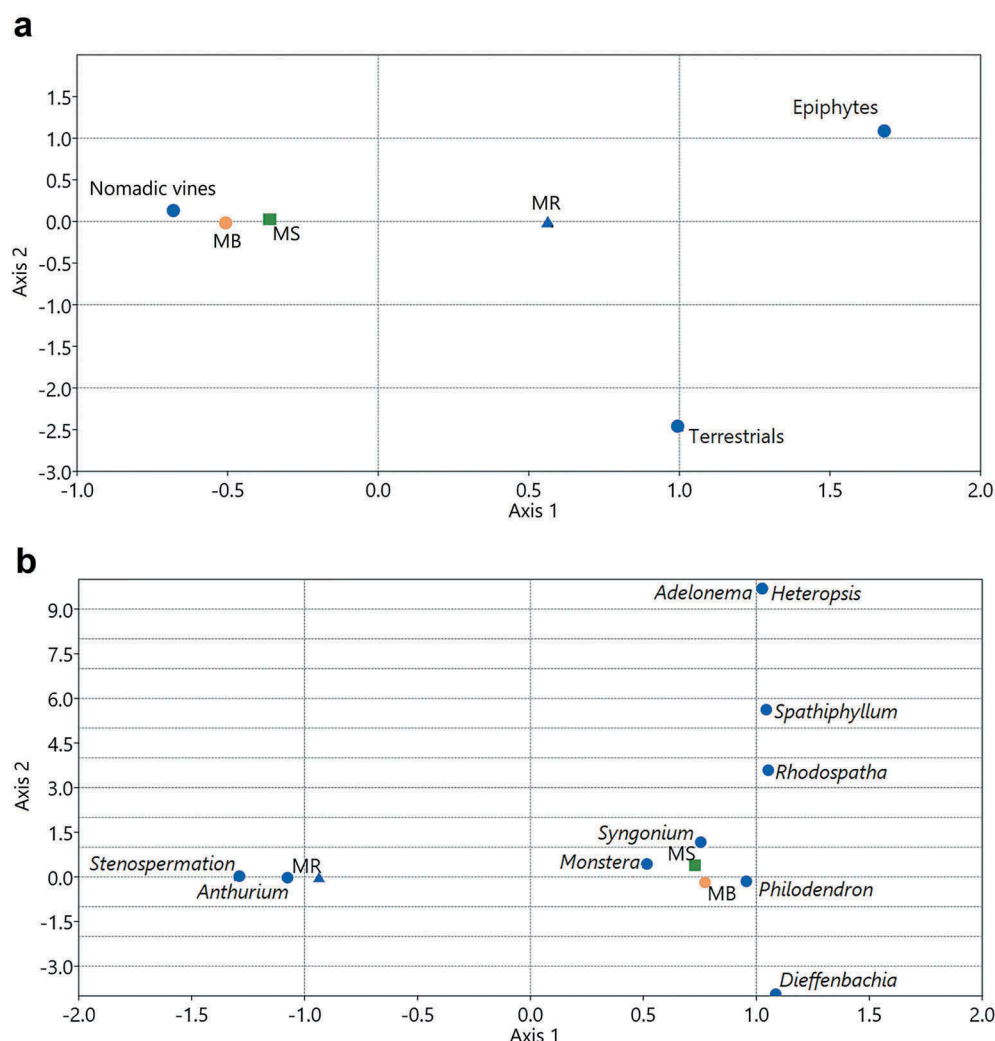 a
1.5
Epiphytes
1.0
0.5
Nomadic vines
MR
0.0
MB
MS
-0.5
Axis 2
-1.0
-1.5
-2.0
-2.5
Terrestrials
-3.0
-1.0
-0.5
0.0
0.5
1.0
1.5
2.0
Axis 1
b
9.0
Adelonema
Heteropsis
7.5
6.0
Spathiphyllum
4.5
Rhodospatha
3.0
Axis 2
1.5
Syngonium
MS
Stenospermation
MR
Monstera
0.0
Anthurium
MB
Philodendron
-1.5
-3.0
Dieffenbachia
-2.0
-1.5
-1.0
-0.5
0.0
0.5
1.0
1.5
2.0
Axis 1